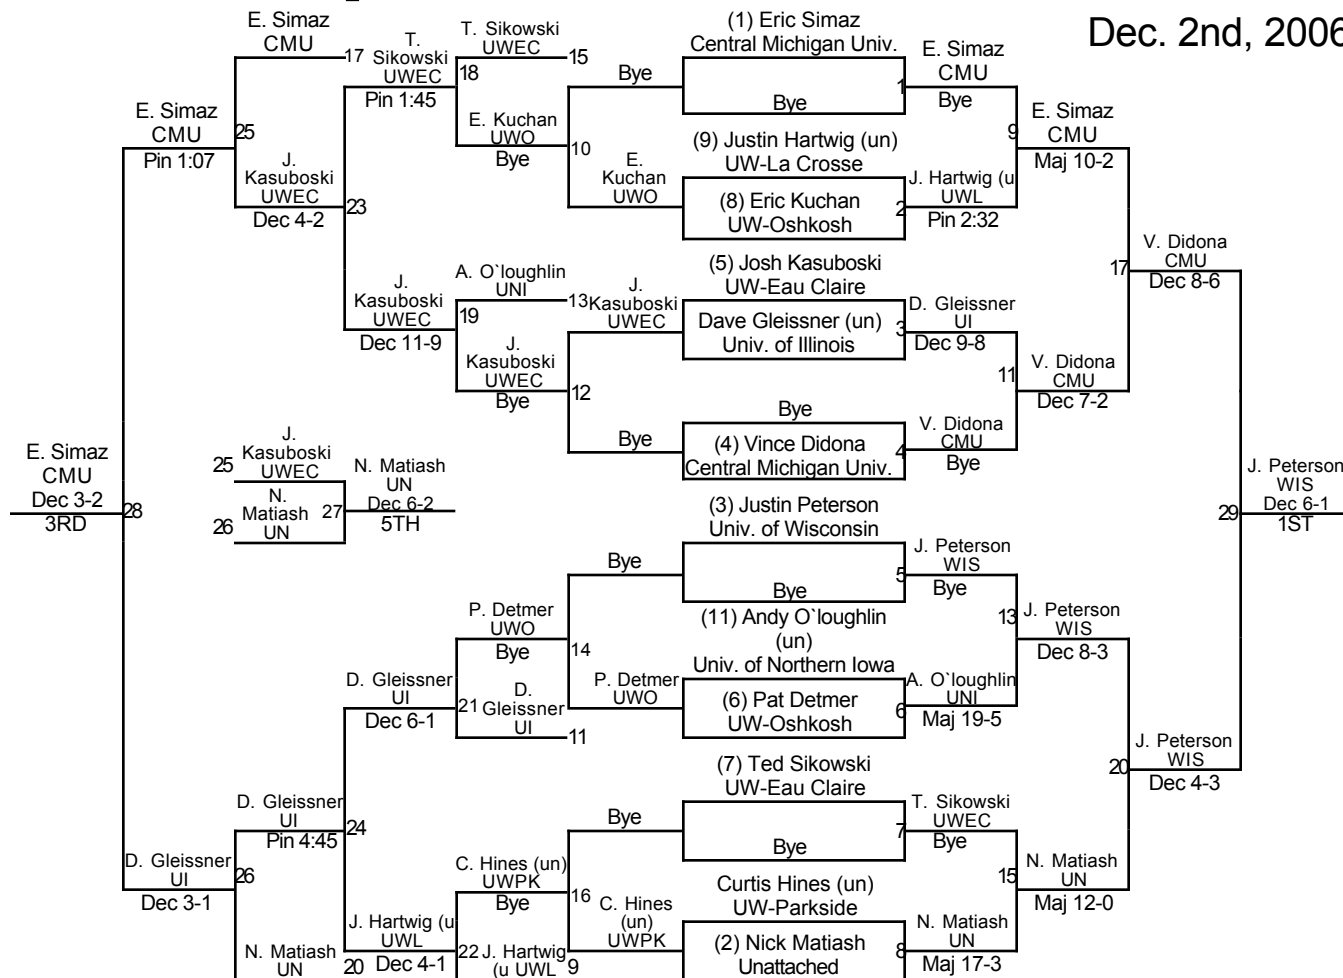 Dec. 2nd, 2006
E. Simaz
CMU
17
T.
Sikowski
UWEC
Pin 1:45
T. Sikowski
UWEC
15
18
E. Kuchan
UWO
Bye
10
Bye
E.
Kuchan
UWO
E. Simaz
CMU
Pin 1:07
25
J.
Kasuboski
UWEC
Dec 4-2
23
J.
Kasuboski
UWEC
Dec 11-9
A. O`loughlin
UNI
13
19
J.
Kasuboski
UWEC
Bye
J.
Kasuboski
UWEC
12
Bye
(1) Eric Simaz
Central Michigan Univ.
Bye
1
(9) Justin Hartwig (un)
UW-La Crosse
(8) Eric Kuchan
UW-Oshkosh
2
(5) Josh Kasuboski
UW-Eau Claire
Dave Gleissner (un)
Univ. of Illinois
3
Bye
(4) Vince Didona
Central Michigan Univ.
4
E. Simaz
CMU
Bye
9
J. Hartwig (u
UWL
Pin 2:32
E. Simaz
CMU
Maj 10-2
D. Gleissner
UI
Dec 9-8
11
V. Didona
CMU
Bye
V. Didona
CMU
Dec 7-2
17
V. Didona
CMU
Dec 8-6
E. Simaz
CMU
Dec 3-2
3RD
28
25
J.
Kasuboski
UWEC
26
N.
Matiash
UN
27
N. Matiash
UN
Dec 6-2
5TH
29
J. Peterson
WIS
Dec 6-1
1ST
(3) Justin Peterson
Univ. of Wisconsin
Bye
5
(11) Andy O`loughlin
(un)
Univ. of Northern Iowa
(6) Pat Detmer
UW-Oshkosh
6
(7) Ted Sikowski
UW-Eau Claire
Bye
7
Curtis Hines (un)
UW-Parkside
(2) Nick Matiash
Unattached
8
Bye
14
P. Detmer
UWO
P. Detmer
UWO
Bye
21
D.
Gleissner
UI
11
D. Gleissner
UI
Dec 6-1
D. Gleissner
UI
Pin 4:45
24
D. Gleissner
UI
Dec 3-1
26
N. Matiash
UN
20
J. Hartwig (u
UWL
Dec 4-1
Bye
16
C. Hines (un)
UWPK
Bye
C. Hines
(un)
UWPK
22
J. Hartwig
(u UWL
9
J. Peterson
WIS
Bye
13
A. O`loughlin
UNI
Maj 19-5
J. Peterson
WIS
Dec 8-3
T. Sikowski
UWEC
Bye
15
N. Matiash
UN
Maj 17-3
N. Matiash
UN
Maj 12-0
20
J. Peterson
WIS
Dec 4-3